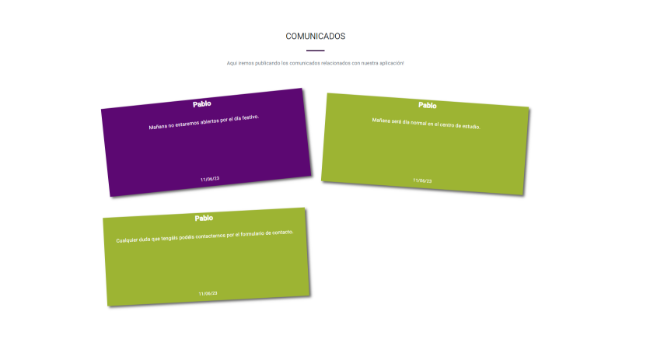 COMUNICADOS
Aquí iremos publicando los comunicados relacionados con nuestra aplicación!
Pablo
Mañana no estaremos abiertos por el día festivo.
11/06/23
Pablo
Mañana será día normal en el centro de estudio.
11/06/23
Pablo
Cualquier duda que tengáis podéis contactarnos por el formulario de contacto.
11/06/23